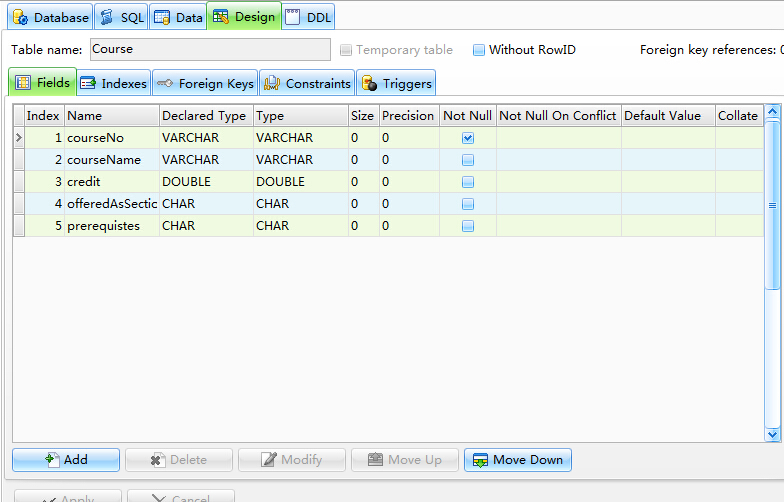 Database SQL Data Design DDL
Table name: Course Temporary table Without RowID Foreign key references: 0
Fields Indexes Foreign Keys Constraints Triggers
Index Name Declared Type Type Size Precision Not Null Not Null On Conflict Default Value Collate
1 courseNo VARCHAR VARCHAR 0 0
2 courseName VARCHAR VARCHAR 0 0
3 credit DOUBLE DOUBLE 0 0
4 offeredAsSectic CHAR CHAR 0 0
5 prerequistes CHAR CHAR 0 0
Add Delete Modify Move Up Move Down
Apply Cancel